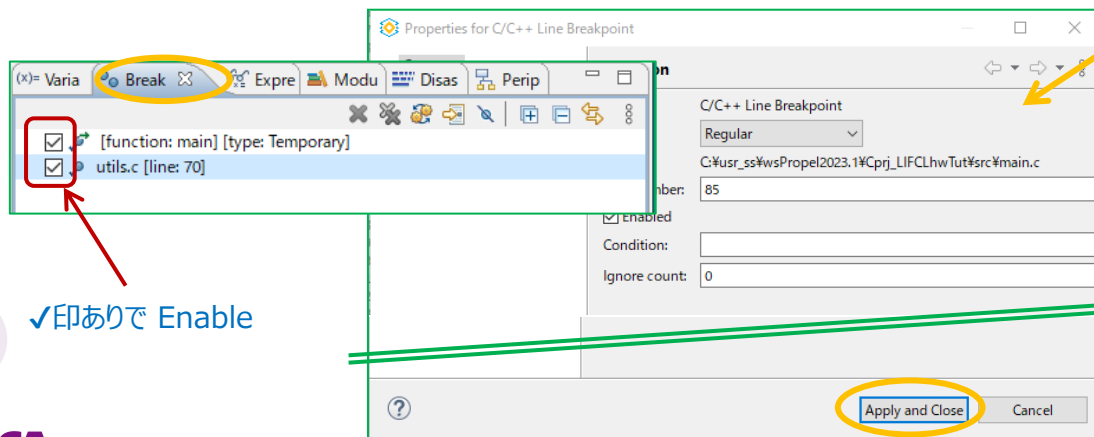 Properties for C/C++ Line Breakpoint
(x)= Varia Break Expre Modu Disas Perip
[function: main] [type: Temporary]
utils.c [line: 70]
C/C++ Line Breakpoint
Regular
C:¥usr_ss¥wsPropel2023.1¥Cprj_LIFCLhwTut¥src¥main.c
85
Enabled
Condition:
Ignore count: 0
✓印ありで Enable
Apply and Close Cancel